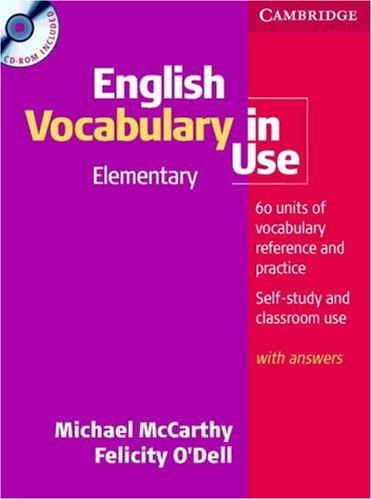 CD-ROM INCLUDED
CAMBRIDGE
English
Vocabulary in
Use
Elementary
60 units of
vocabulary
reference and
practice
Self-study and
classroom use
with answers
Michael McCarthy
Felicity O'Dell